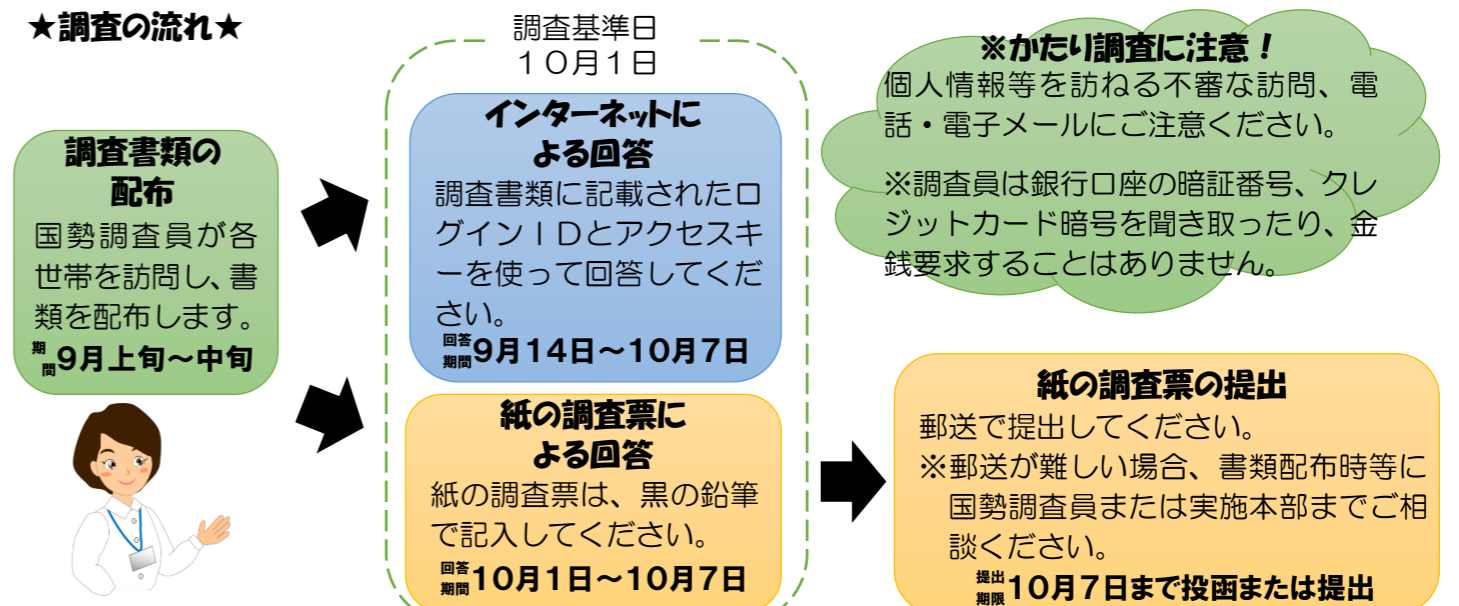 ★調査の流れ★
調査書類の
配布
国勢調査員が各
世帯を訪問し、書
類を配布します。
期間9月上旬～中旬
調査基準日
１０月１日
インターネットに
よる回答
調査書類に記載されたロ
グインＩＤとアクセスキ
ーを使って回答してくだ
さい。
回答期間9月14日～10月7日
紙の調査票に
よる回答
紙の調査票は、黒の鉛筆
で記入してください。
回答期間10月1日～10月7日
※かたり調査に注意！
個人情報等を訪ねる不審な訪問、電
話・電子メールにご注意ください。
※調査員は銀行口座の暗証番号、クレ
ジットカード暗号を聞き取ったり、金
銭要求することはありません。
紙の調査票の提出
郵送で提出してください。
※郵送が難しい場合、書類配布時等に
国勢調査員または実施本部までご相
談ください。
提出期限10月7日まで投函または提出